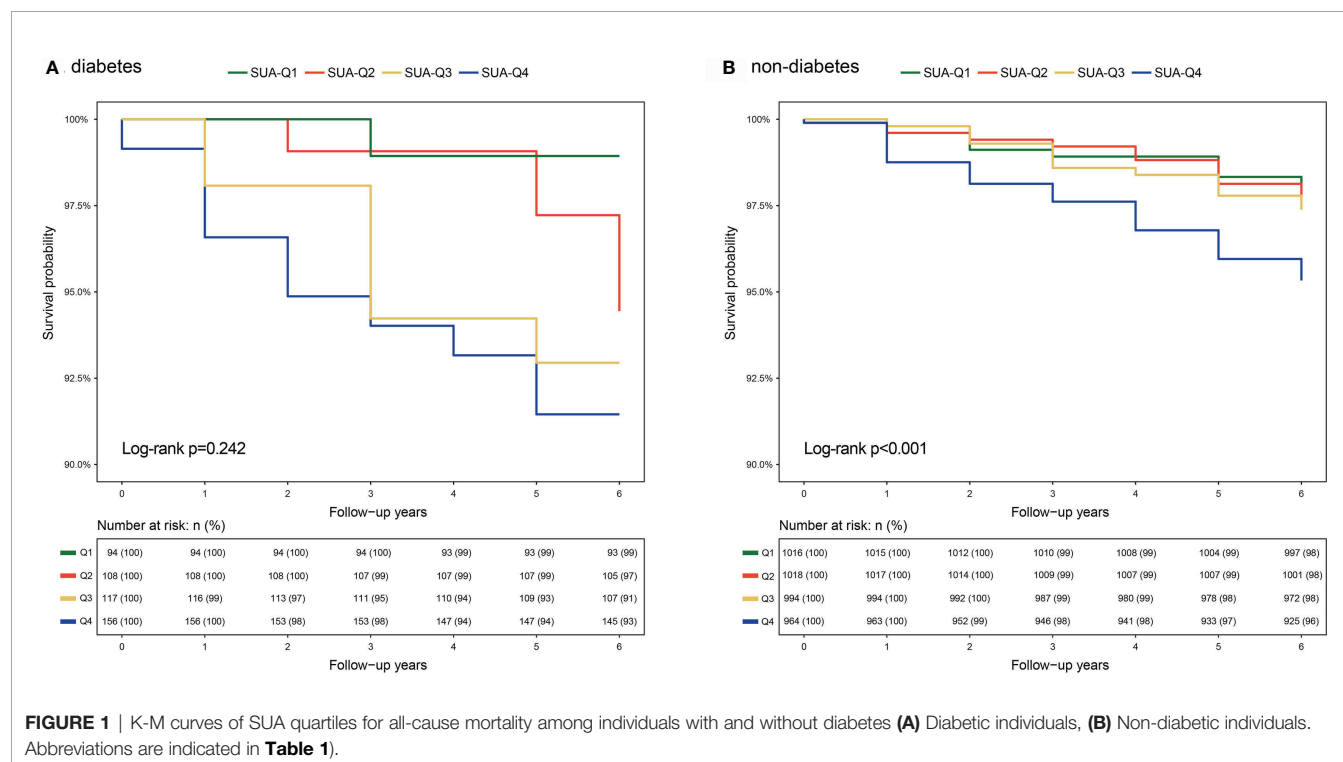 A diabetes
SUA-Q1 SUA-Q2 SUA-Q3 SUA-Q4
100%
97.5%
95.0%
92.5%
90.0%
Survival probability
Log-rank p=0.242
0 1 2 3 4 5 6
Follow-up years
Number at risk: n (%)
Q1 94 (100) 94 (100) 94 (100) 94 (100) 93 (99) 93 (99) 93 (99)
Q2 108 (100) 108 (100) 108 (100) 107 (99) 107 (99) 107 (99) 105 (97)
Q3 117 (100) 116 (99) 113 (97) 111 (95) 110 (94) 109 (93) 107 (91)
Q4 156 (100) 156 (100) 153 (98) 153 (98) 147 (94) 147 (94) 145 (93)
0 1 2 3 4 5 6
Follow-up years
B non-diabetes
SUA-Q1 SUA-Q2 SUA-Q3 SUA-Q4
100%
97.5%
95.0%
92.5%
90.0%
Survival probability
Log-rank p<0.001
0 1 2 3 4 5 6
Follow-up years
Number at risk: n (%)
Q1 1016 (100) 1015 (100) 1012 (100) 1010 (99) 1008 (99) 1004 (99) 997 (98)
Q2 1018 (100) 1017 (100) 1014 (100) 1009 (99) 1007 (99) 1007 (99) 1001 (98)
Q3 994 (100) 994 (100) 992 (100) 987 (99) 980 (99) 978 (98) 972 (98)
Q4 964 (100) 963 (100) 952 (99) 946 (98) 941 (98) 933 (97) 925 (96)
0 1 2 3 4 5 6
Follow-up years
FIGURE 1 | K-M curves of SUA quartiles for all-cause mortality among individuals with and without diabetes (A) Diabetic individuals, (B) Non-diabetic individuals.
Abbreviations are indicated in Table 1).